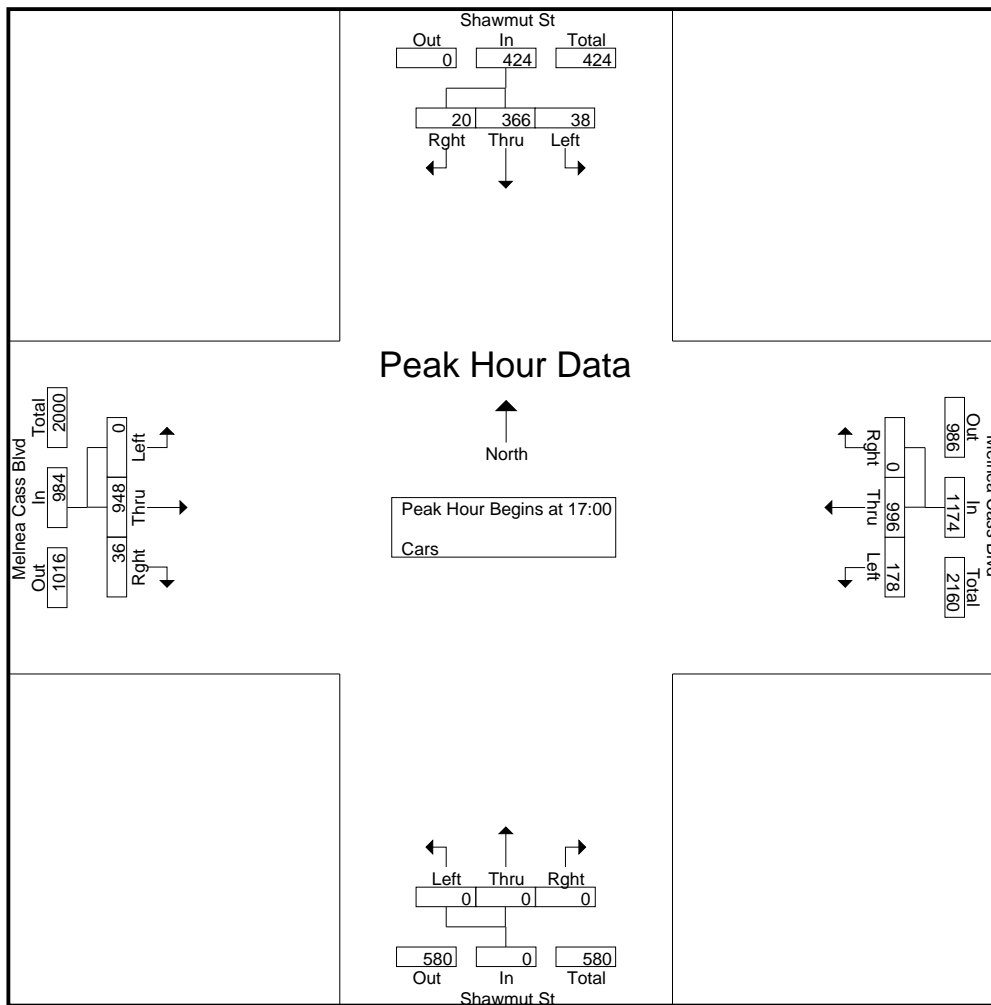 Shawmut St
Out In Total
0 424 424
20 366 38
Rght Thru Left
Peak Hour Data
North
Peak Hour Begins at 17:00
Cars
Melnea Cass Blvd
Out In Total
1016 984 2000
Left Thru Rght
0 948 36
Melnea Cass Blvd
Out In Total
986 1174 2160
Rght Thru Left
0 996 178
Left Thru Rght
0 0 0
580 0 580
Out In Total
Shawmut St